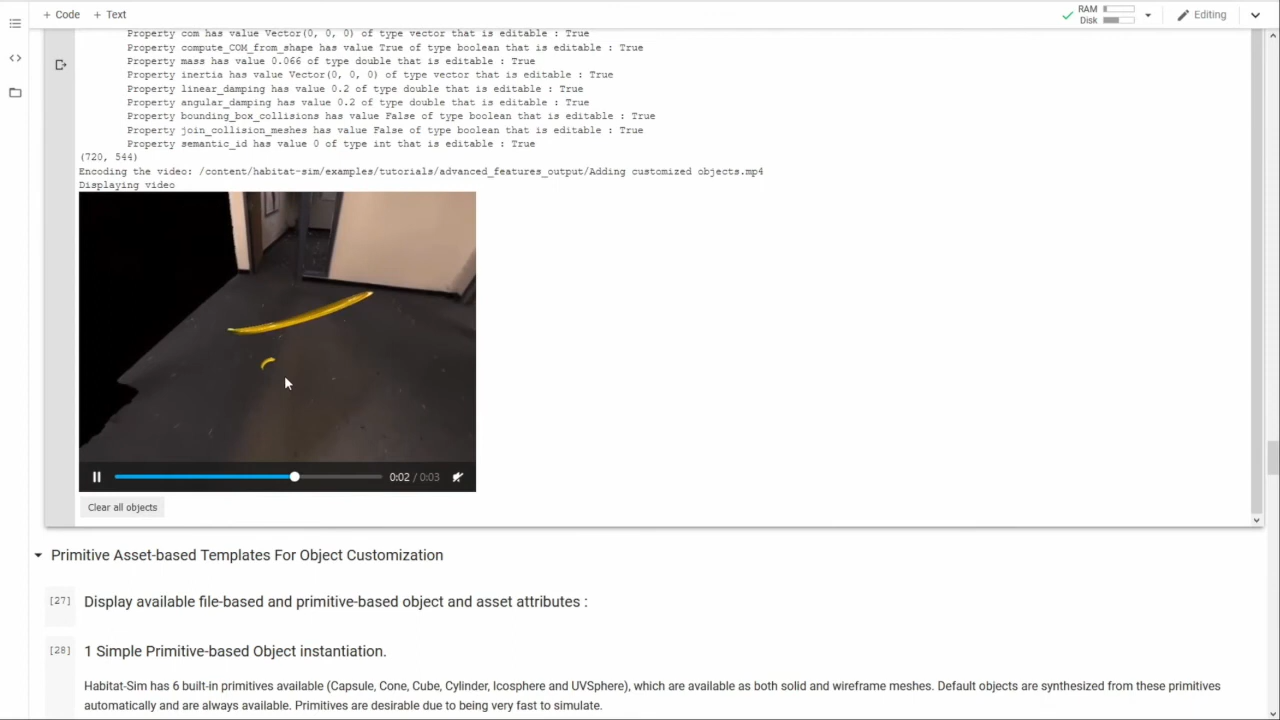 + Code + Text
RAM
Disk
Editing
Property com has value Vector(0, 0, 0) of type vector that is editable : True
Property compute_COM_from_shape has value True of type boolean that is editable : True
Property mass has value 0.066 of type double that is editable : True
Property inertia has value Vector(0, 0, 0) of type vector that is editable : True
Property linear_damping has value 0.2 of type double that is editable : True
Property angular_damping has value 0.2 of type double that is editable : True
Property bounding_box_collisions has value False of type boolean that is editable : True
Property join_collision_meshes has value False of type boolean that is editable : True
Property semantic_id has value 0 of type int that is editable : True
(720, 544)
Encoding the video: /content/habitat-sim/examples/tutorials/advanced_features_output/Adding customized objects.mp4
Displaying video
0:02 / 0:03
Clear all objects
Primitive Asset-based Templates For Object Customization
[27] Display available file-based and primitive-based object and asset attributes :
[28] 1 Simple Primitive-based Object instantiation.
Habitat-Sim has 6 built-in primitives available (Capsule, Cone, Cube, Cylinder, Icosphere and UVSphere), which are available as both solid and wireframe meshes. Default objects are synthesized from these primitives
automatically and are always available. Primitives are desirable due to being very fast to simulate.